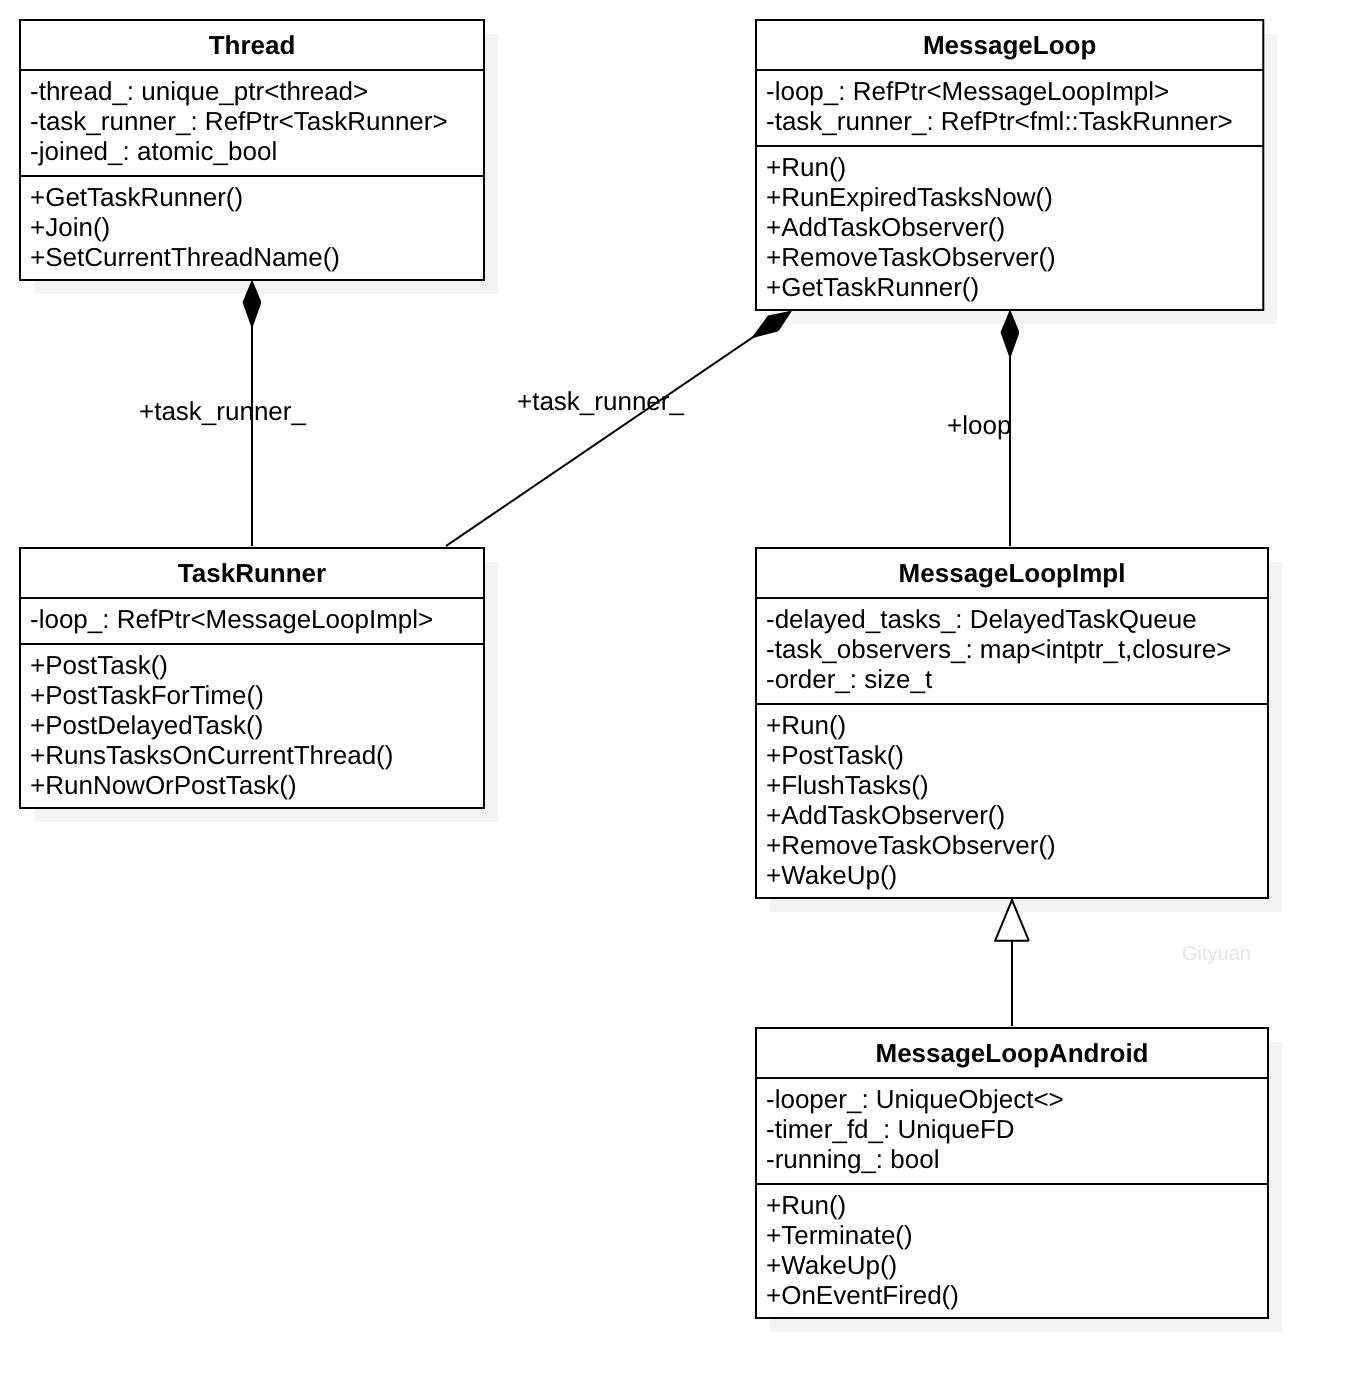 Thread
-thread_: unique_ptr<thread>
-task_runner_: RefPtr<TaskRunner>
-joined_: atomic_bool
+GetTaskRunner()
+Join()
+SetCurrentThreadName()
MessageLoop
-loop_: RefPtr<MessageLoopImpl>
-task_runner_: RefPtr<fml::TaskRunner>
+Run()
+RunExpiredTasksNow()
+AddTaskObserver()
+RemoveTaskObserver()
+GetTaskRunner()
+task_runner_
+task_runner_
+loop
TaskRunner
-loop_: RefPtr<MessageLoopImpl>
+PostTask()
+PostTaskForTime()
+PostDelayedTask()
+RunsTasksOnCurrentThread()
+RunNowOrPostTask()
MessageLoopImpl
-delayed_tasks_: DelayedTaskQueue
-task_observers_: map<intptr_t,closure>
-order_: size_t
+Run()
+PostTask()
+FlushTasks()
+AddTaskObserver()
+RemoveTaskObserver()
+WakeUp()
Gityuan
MessageLoopAndroid
-looper_: UniqueObject<>
-timer_fd_: UniqueFD
-running_: bool
+Run()
+Terminate()
+WakeUp()
+OnEventFired()